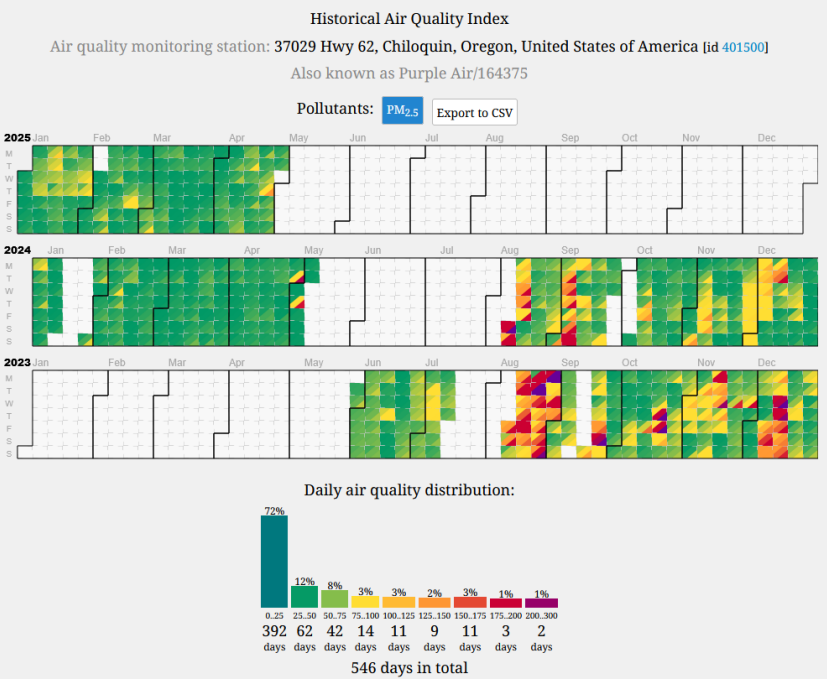 Historical Air Quality Index
Air quality monitoring station: 37029 Hwy 62, Chiloquin, Oregon, United States of America [id 401500]
Also known as Purple Air/164375
Pollutants: PM2.5 Export to CSV
2025 Jan Feb Mar Apr May Jun Jul Aug Sep Oct Nov Dec
M
T
W
T
F
S
S
2024 Jan Feb Mar Apr May Jun Jul Aug Sep Oct Nov Dec
M
T
W
T
F
S
S
2023 Jan Feb Mar Apr May Jun Jul Aug Sep Oct Nov Dec
M
T
W
T
F
S
S
Daily air quality distribution:
72% 12% 8% 3% 3% 2% 3% 1% 1%
0..25 25..50 50..75 75..100 100..125 125..150 150..175 175..200 200..300
392 62 42 14 11 9 11 3 2
days days days days days days days days days
546 days in total